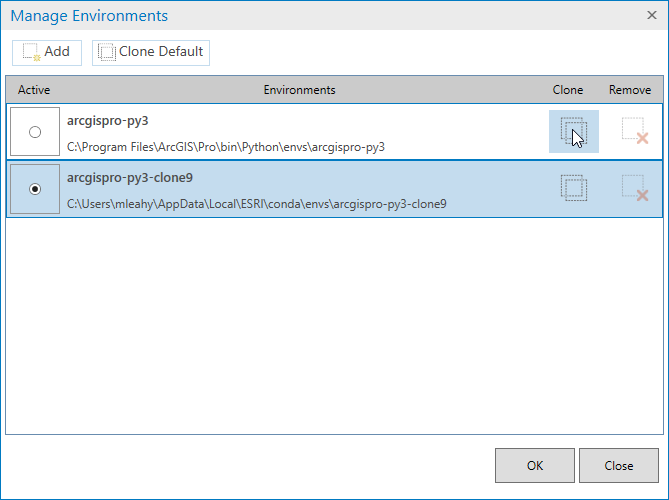 Manage Environments
Add Clone Default
Active Environments Clone Remove
arcgispro-py3
C:\Program Files\ArcGIS\Pro\bin\Python\envs\arcgispro-py3
arcgispro-py3-clone9
C:\Users\mleahy\AppData\Local\ESRI\conda\envs\arcgispro-py3-clone9
OK Close